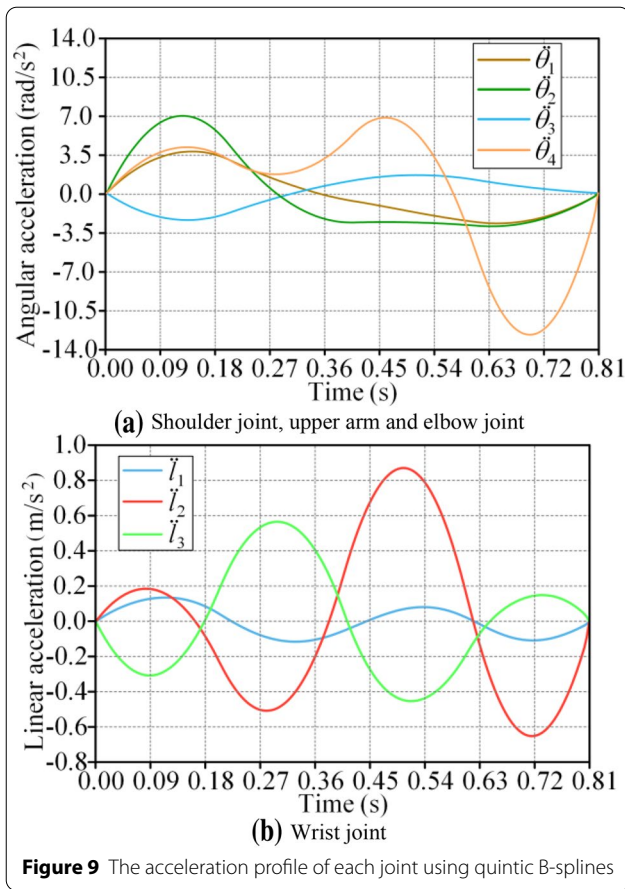 14.0
10.5
7.0
3.5
0.0
-3.5
-7.0
-10.5
-14.0
Angular acceleration (rad/s²)
θ̈₁
θ̈₂
θ̈₃
θ̈₄
0.00 0.09 0.18 0.27 0.36 0.45 0.54 0.63 0.72 0.81
Time (s)
(a) Shoulder joint, upper arm and elbow joint
1.0
0.8
0.6
0.4
0.2
0.0
-0.2
-0.4
-0.6
-0.8
Linear acceleration (m/s²)
l̈₁
l̈₂
l̈₃
0.00 0.09 0.18 0.27 0.36 0.45 0.54 0.63 0.72 0.81
Time (s)
(b) Wrist joint
Figure 9 The acceleration profile of each joint using quintic B-splines